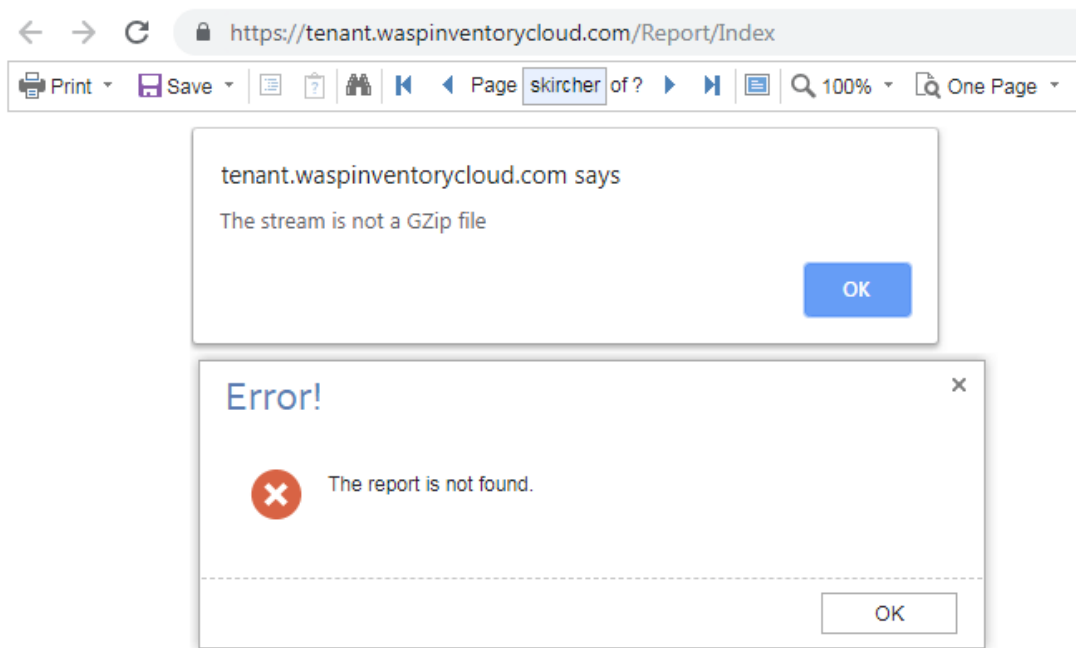 https://tenant.waspinventorycloud.com/Report/Index
Print Save ? Page skircher of ? 100% One Page
tenant.waspinventorycloud.com says
The stream is not a GZip file
OK
Error!
The report is not found.
OK